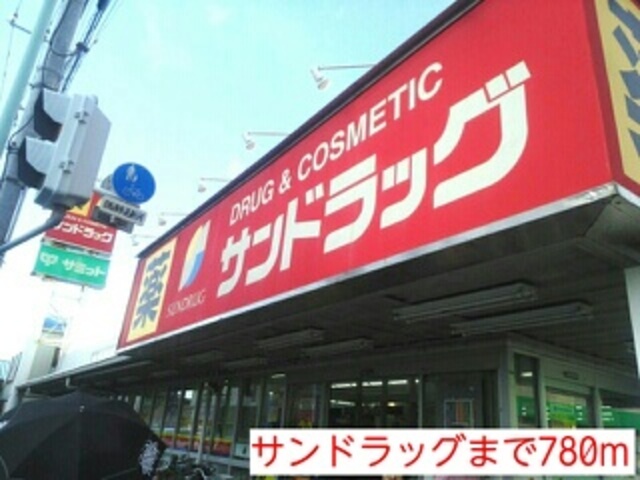 DRUG & COSMETIC
サンドラッグ
薬
SUNDRUG
サンドラッグ
サミット
サンドラッグまで780m